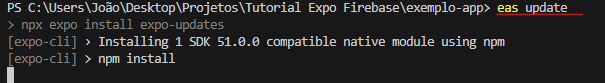 PS C:\Users\João\Desktop\Projetos\Tutorial Expo Firebase\exemplo-app> eas update
> npx expo install expo-updates
[expo-cli] › Installing 1 SDK 51.0.0 compatible native module using npm
[expo-cli] > npm install